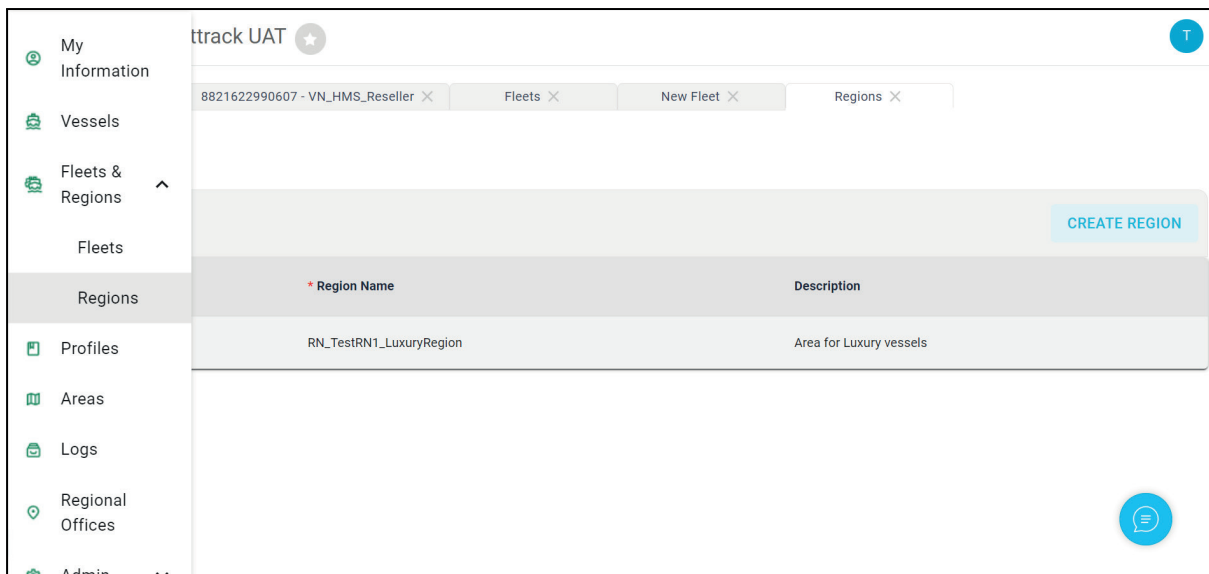 ttrack UAT
T
My
Information
8821622990607 - VN_HMS_Reseller
Fleets
New Fleet
Regions
Vessels
Fleets &
Regions
Fleets
CREATE REGION
Regions
* Region Name
Description
RN_TestRN1_LuxuryRegion
Area for Luxury vessels
Profiles
Areas
Logs
Regional
Offices
Admin